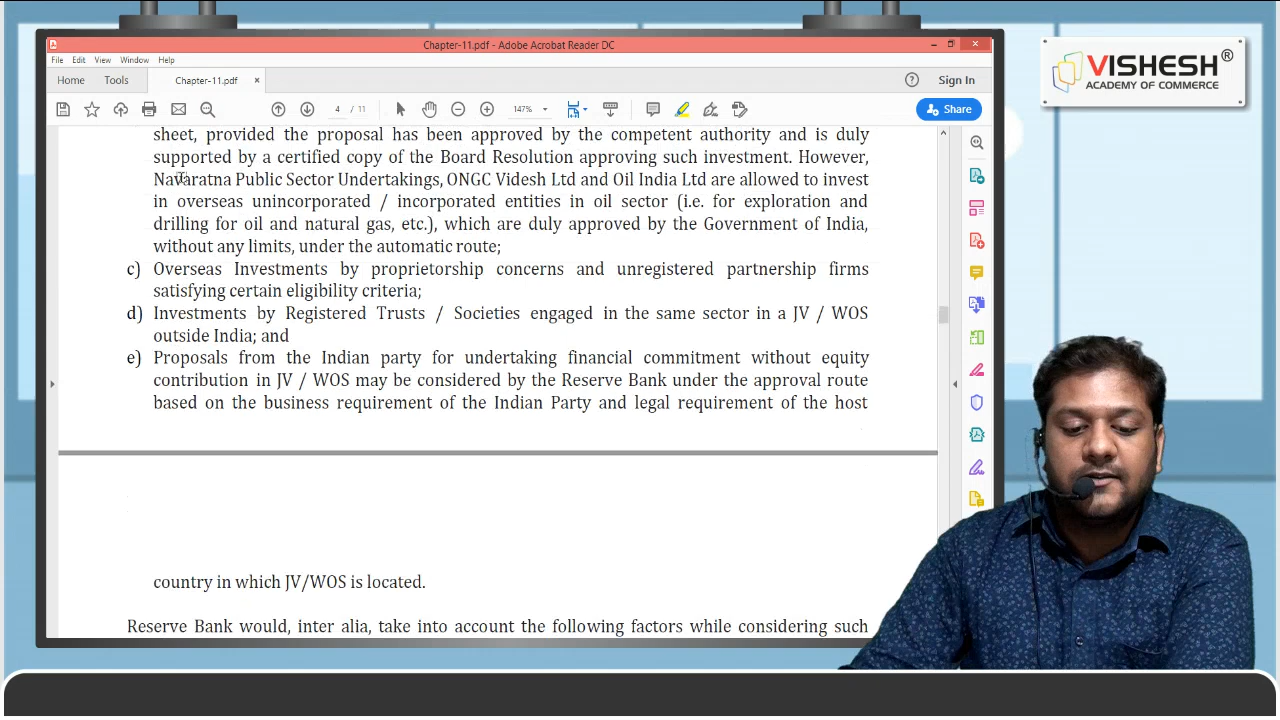 Chapter-11.pdf - Adobe Acrobat Reader DC
File Edit View Window Help
Home Tools Chapter-11.pdf × Sign In
4 / 11 147% Share
VISHESH®
ACADEMY OF COMMERCE
sheet, provided the proposal has been approved by the competent authority and is duly
supported by a certified copy of the Board Resolution approving such investment. However,
Navaratna Public Sector Undertakings, ONGC Videsh Ltd and Oil India Ltd are allowed to invest
in overseas unincorporated / incorporated entities in oil sector (i.e. for exploration and
drilling for oil and natural gas, etc.), which are duly approved by the Government of India,
without any limits, under the automatic route;
c) Overseas Investments by proprietorship concerns and unregistered partnership firms
satisfying certain eligibility criteria;
d) Investments by Registered Trusts / Societies engaged in the same sector in a JV / WOS
outside India; and
e) Proposals from the Indian party for undertaking financial commitment without equity
contribution in JV / WOS may be considered by the Reserve Bank under the approval route
based on the business requirement of the Indian Party and legal requirement of the host
country in which JV/WOS is located.
Reserve Bank would, inter alia, take into account the following factors while considering such